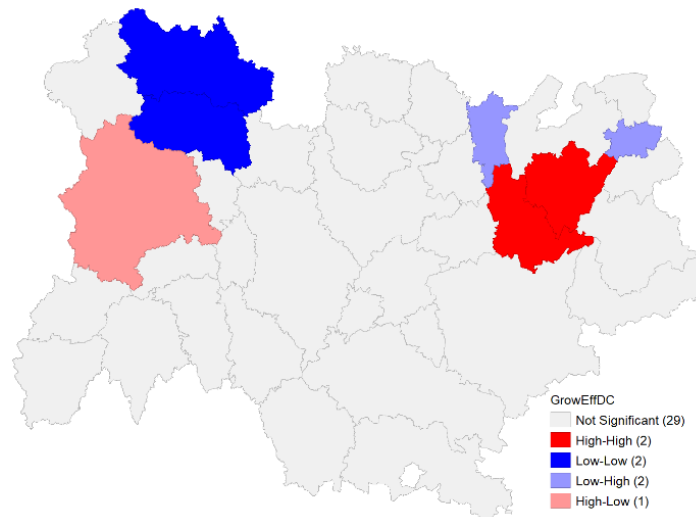 GrowEffDC
Not Significant (29)
High-High (2)
Low-Low (2)
Low-High (2)
High-Low (1)